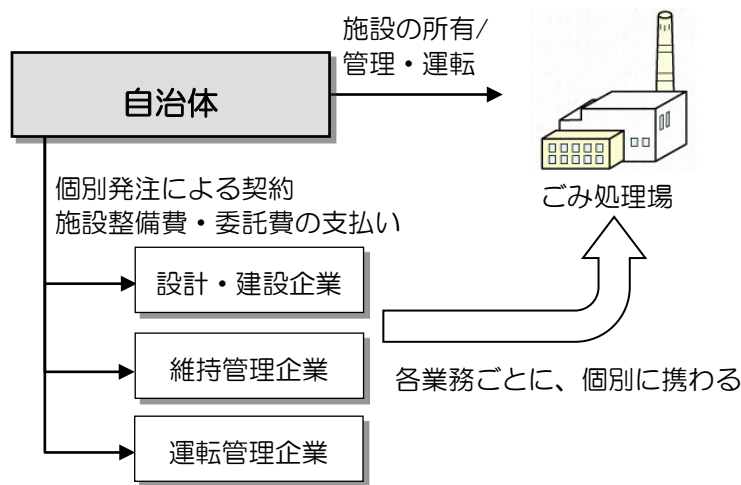 施設の所有/
管理・運転
自治体
個別発注による契約
施設整備費・委託費の支払い
ごみ処理場
設計・建設企業
維持管理企業
各業務ごとに、個別に携わる
運転管理企業